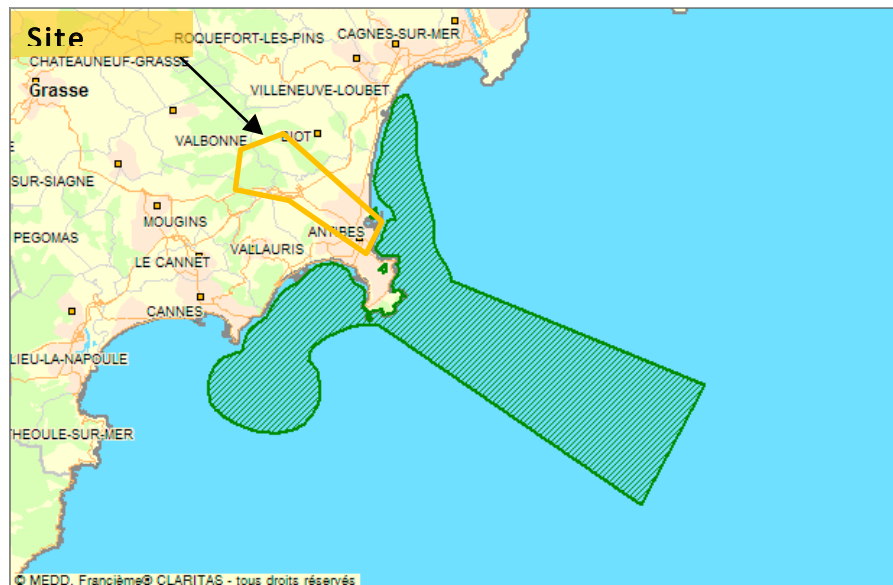 Site
ROQUEFORT-LES-PINS
CAGNES-SUR-MER
CHATEAUNEUF-GRASSE
Grasse
VILLENEUVE-LOUBET
VALBONNE
BIOT
SUR-SIAGNE
MOUGINS
PEGOMAS
ANTIBES
VALLAURIS
LE CANNET
CANNES
LIEU-LA-NAPOULE
THEOULE-SUR-MER
© MEDD, Francième® CLARITAS - tous droits réservés